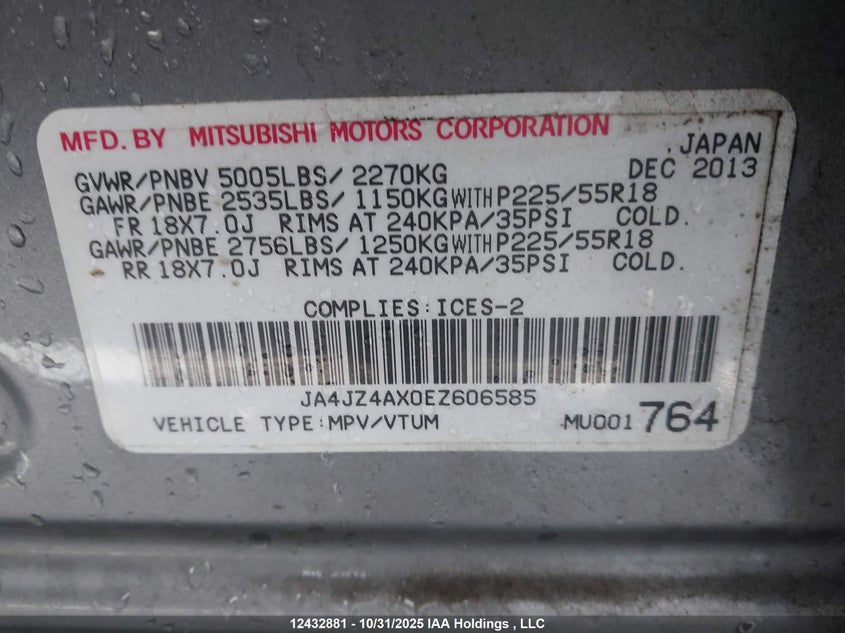 MFD. BY MITSUBISHI MOTORS CORPORATION JAPAN
GVWR/PNBV 5005LBS/ 2270KG DEC 2013
GAWR/PNBE 2535LBS/ 1150KG WITH P225/55R18
FR 18X7.0J RIMS AT 240KPA/35PSI COLD.
GAWR/PNBE 2756LBS/ 1250KG WITH P225/55R18
RR 18X7.0J RIMS AT 240KPA/35PSI COLD.
COMPLIES:ICES-2
JA4JZ4AX0EZ606585
VEHICLE TYPE:MPV/VTUM MU001 764
12432881 - 10/31/2025 IAA Holdings , LLC